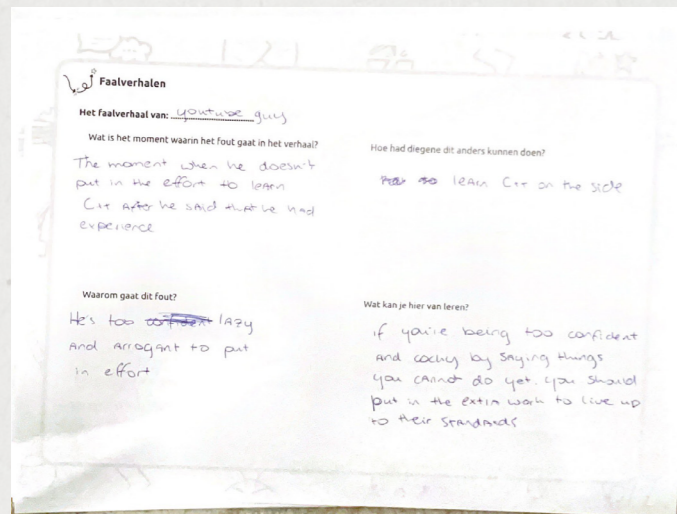 Faalverhalen
Het faalverhaal van: youtube guy
Wat is het moment waarin het fout gaat in het verhaal?
The moment when he doesn't
put in the effort to learn
C++ After he said that he had
experience
Hoe had diegene dit anders kunnen doen?
learn C++ on the side
Waarom gaat dit fout?
He's too confident lazy
And Arrogant to put
in effort
Wat kan je hier van leren?
if you're being too confident
And cocky by saying things
you cannot do yet. you should
put in the extra work to live up
to their standards